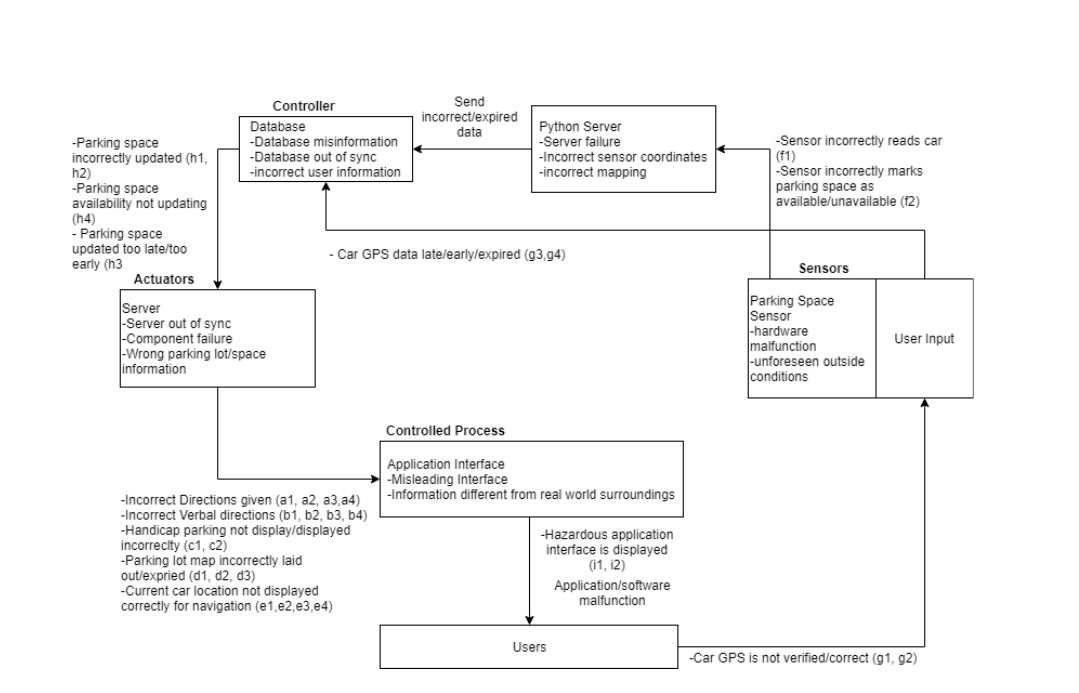 Controller
Send
incorrect/expired
data
Database
-Database misinformation
-Database out of sync
-incorrect user information
Python Server
-Server failure
-Incorrect sensor coordinates
-incorrect mapping
-Parking space
incorrectly updated (h1,
h2)
-Parking space
availability not updating
(h4)
- Parking space
updated too late/too
early (h3
-Sensor incorrectly reads car
(f1)
-Sensor incorrectly marks
parking space as
available/unavailable (f2)
- Car GPS data late/early/expired (g3,g4)
Actuators
Server
-Server out of sync
-Component failure
-Wrong parking lot/space
information
Sensors
Parking Space
Sensor
-hardware
malfunction
-unforeseen outside
conditions
User Input
Controlled Process
Application Interface
-Misleading Interface
-Information different from real world surroundings
-Incorrect Directions given (a1, a2, a3,a4)
-Incorrect Verbal directions (b1, b2, b3, b4)
-Handicap parking not display/displayed
incorreclty (c1, c2)
-Parking lot map incorrectly laid
out/expried (d1, d2, d3)
-Current car location not displayed
correctly for navigation (e1,e2,e3,e4)
-Hazardous application
interface is displayed
(i1, i2)
Application/software
malfunction
Users
-Car GPS is not verified/correct (g1, g2)